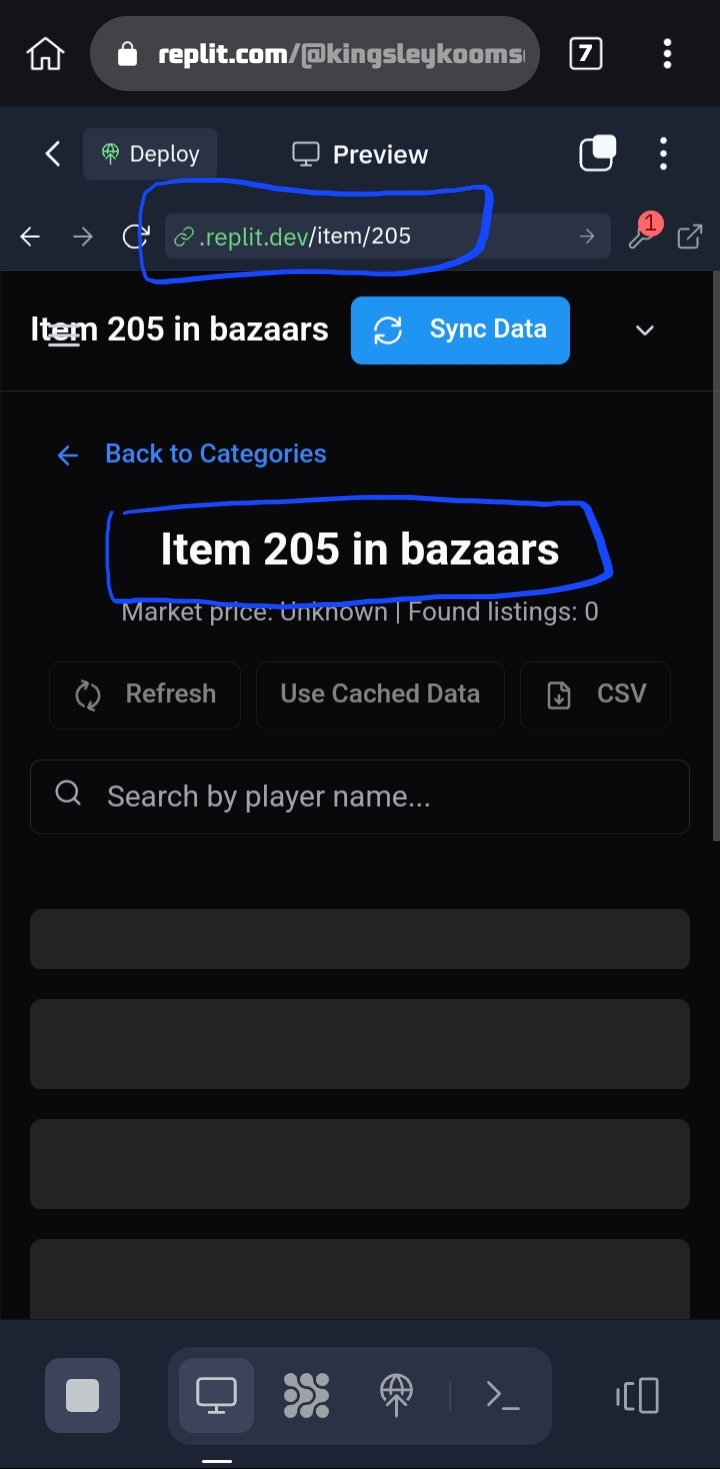 replit.com/@kingsleykooms
7
Deploy
Preview
.replit.dev/item/205
1
Item 205 in bazaars
Sync Data
Back to Categories
Item 205 in bazaars
Market price: Unknown | Found listings: 0
Refresh
Use Cached Data
CSV
Search by player name...